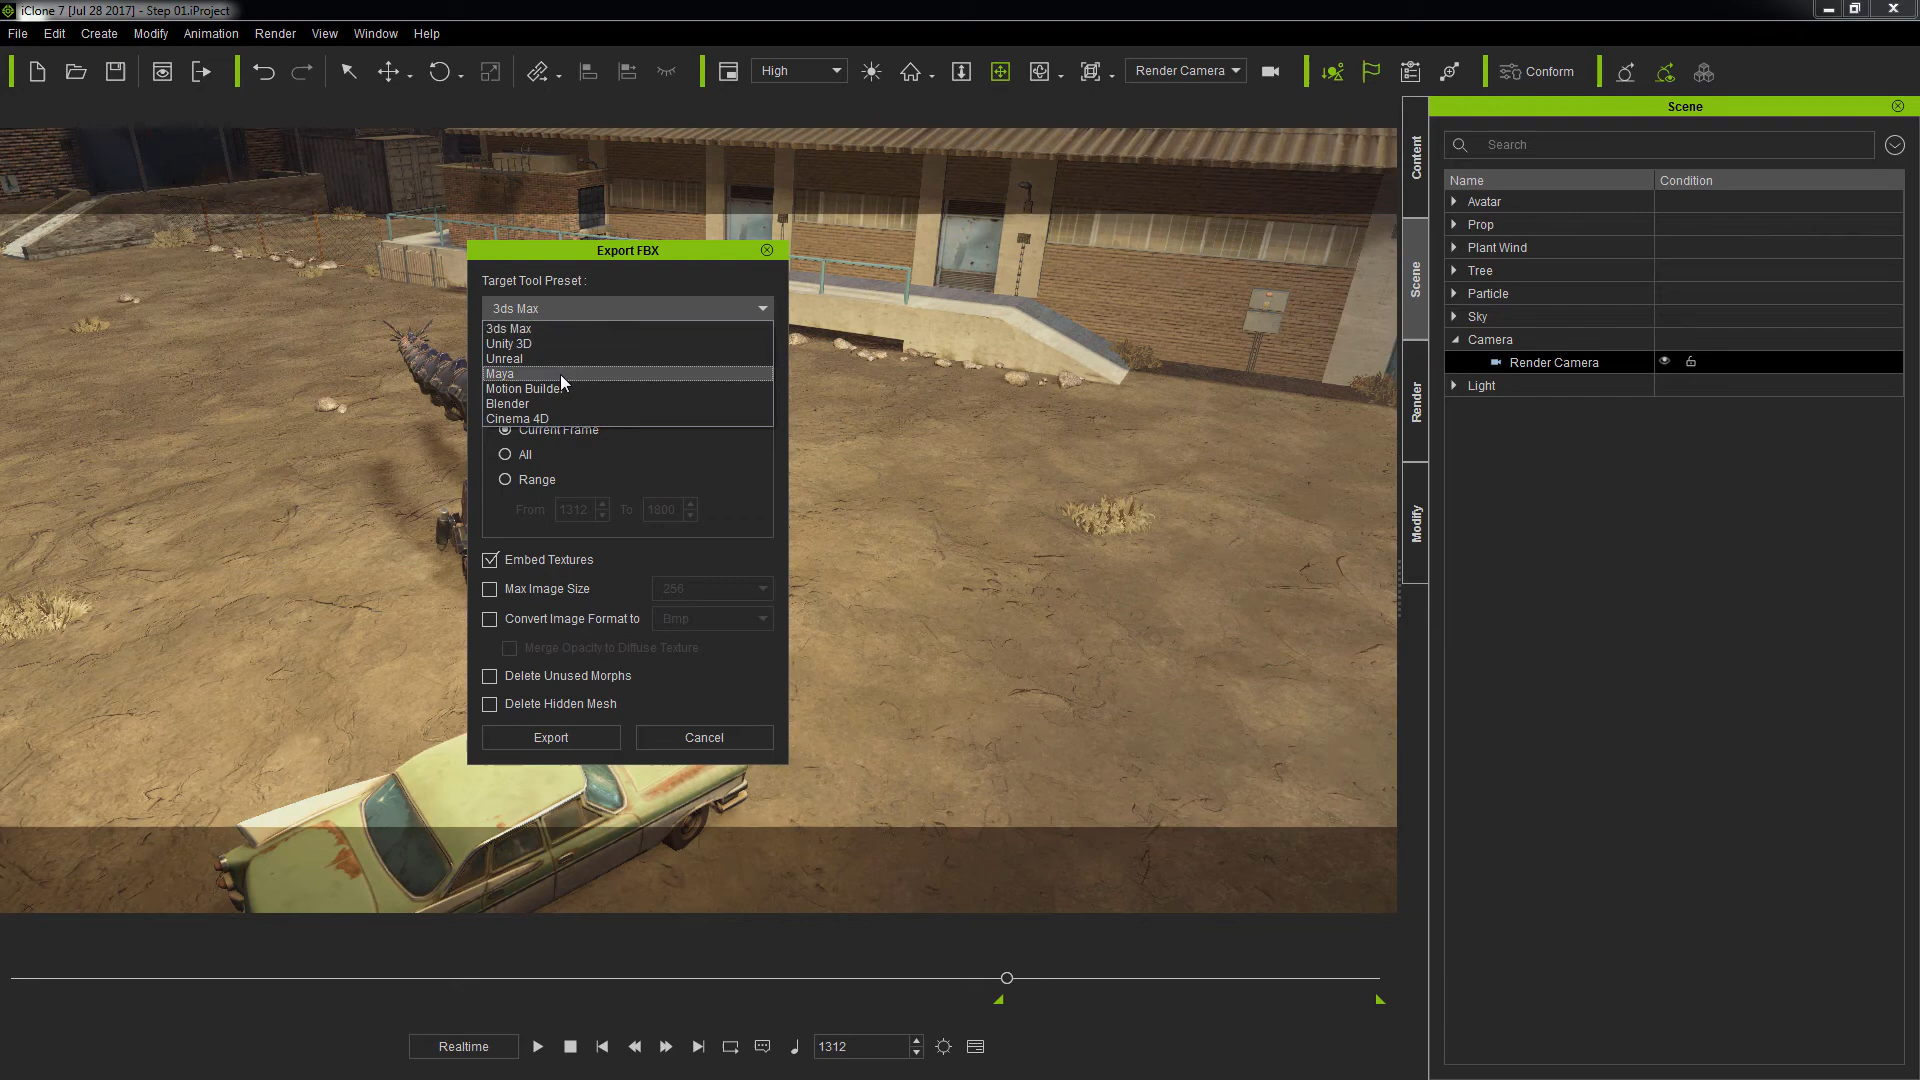 iClone 7 [Jul 28 2017] - Step 01.iProject
File Edit Create Modify Animation Render View Window Help
High
Render Camera
Conform
Content
Scene
Render
Modify
Scene
Search
Name Condition
Avatar
Prop
Plant Wind
Tree
Particle
Sky
Camera
Render Camera
Light
Export FBX
Target Tool Preset :
3ds Max
3ds Max
Unity 3D
Unreal
Maya
Motion Builder
Blender
Cinema 4D
Current Frame
All
Range
From 1312 To 1800
Embed Textures
Max Image Size 256
Convert Image Format to Bmp
Merge Opacity to Diffuse Texture
Delete Unused Morphs
Delete Hidden Mesh
Export Cancel
Realtime 1312